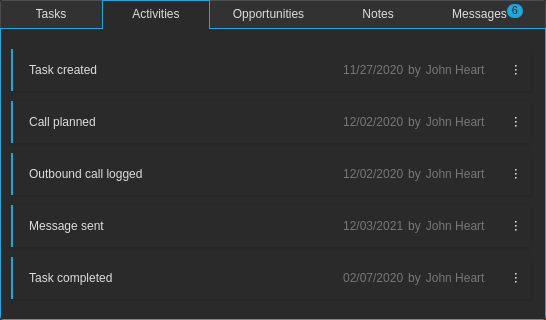 Tasks Activities Opportunities Notes Messages 6
Task created 11/27/2020 by John Heart
Call planned 12/02/2020 by John Heart
Outbound call logged 12/02/2020 by John Heart
Message sent 12/03/2021 by John Heart
Task completed 02/07/2020 by John Heart